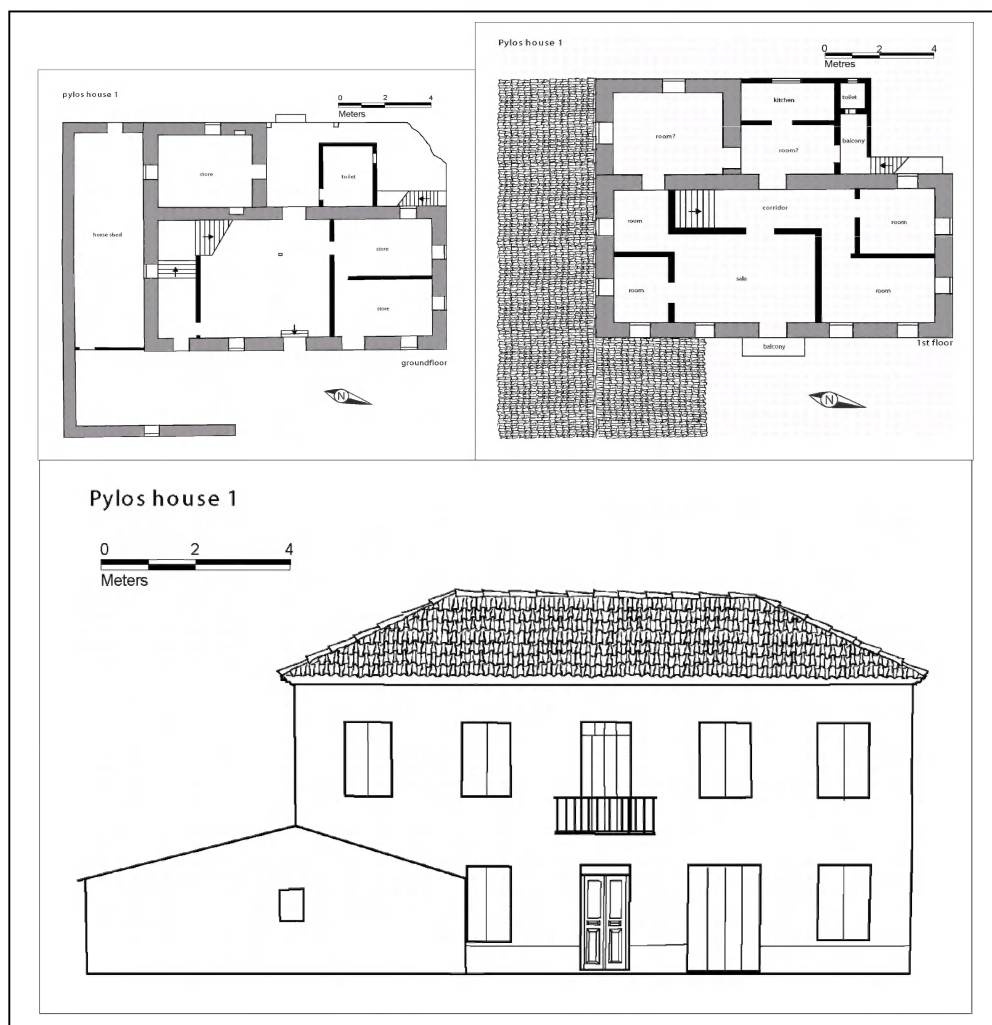 pylos house 1
0 2 4
Meters
store
toilet
horse shed
store
store
groundfloor
N
Pylos house 1
0 2 4
Metres
kitchen
toilet
room?
room?
balcony
corridor
room
room
sala
room
room
balcony
1st floor
N
Pylos house 1
0 2 4
Meters